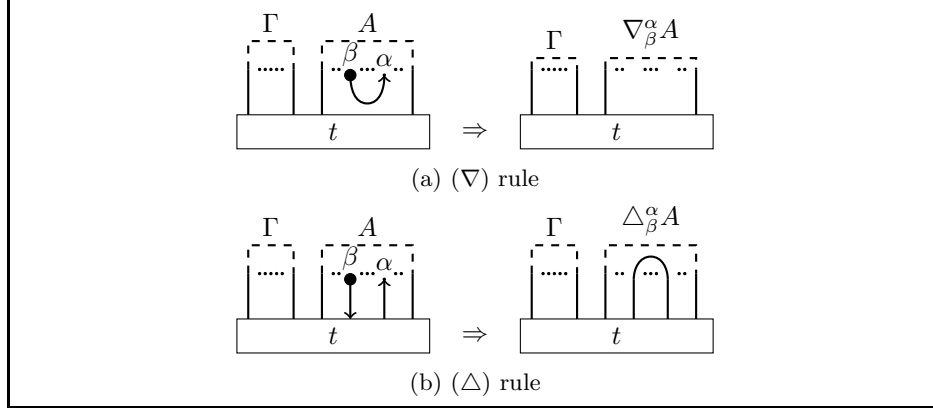 Γ A Γ ∇^α_β A
β α
t ⇒ t
(a) (∇) rule
Γ A Γ △^α_β A
β α
t ⇒ t
(b) (△) rule